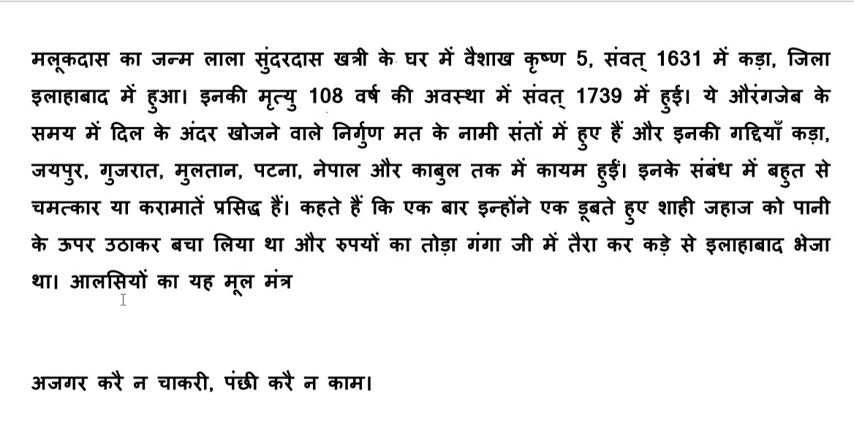 मलूकदास का जन्म लाला सुंदरदास खत्री के घर में वैशाख कृष्ण 5, संवत् 1631 में कड़ा, जिला
इलाहाबाद में हुआ। इनकी मृत्यु 108 वर्ष की अवस्था में संवत् 1739 में हुई। ये औरंगजेब के
समय में दिल के अंदर खोजने वाले निर्गुण मत के नामी संतों में हुए हैं और इनकी गद्दियाँ कड़ा,
जयपुर, गुजरात, मुलतान, पटना, नेपाल और काबुल तक में कायम हुईं। इनके संबंध में बहुत से
चमत्कार या करामातें प्रसिद्ध हैं। कहते हैं कि एक बार इन्होंने एक डूबते हुए शाही जहाज को पानी
के ऊपर उठाकर बचा लिया था और रुपयों का तोड़ा गंगा जी में तैरा कर कड़े से इलाहाबाद भेजा
था। आलसियों का यह मूल मंत्र
अजगर करै न चाकरी, पंछी करै न काम।